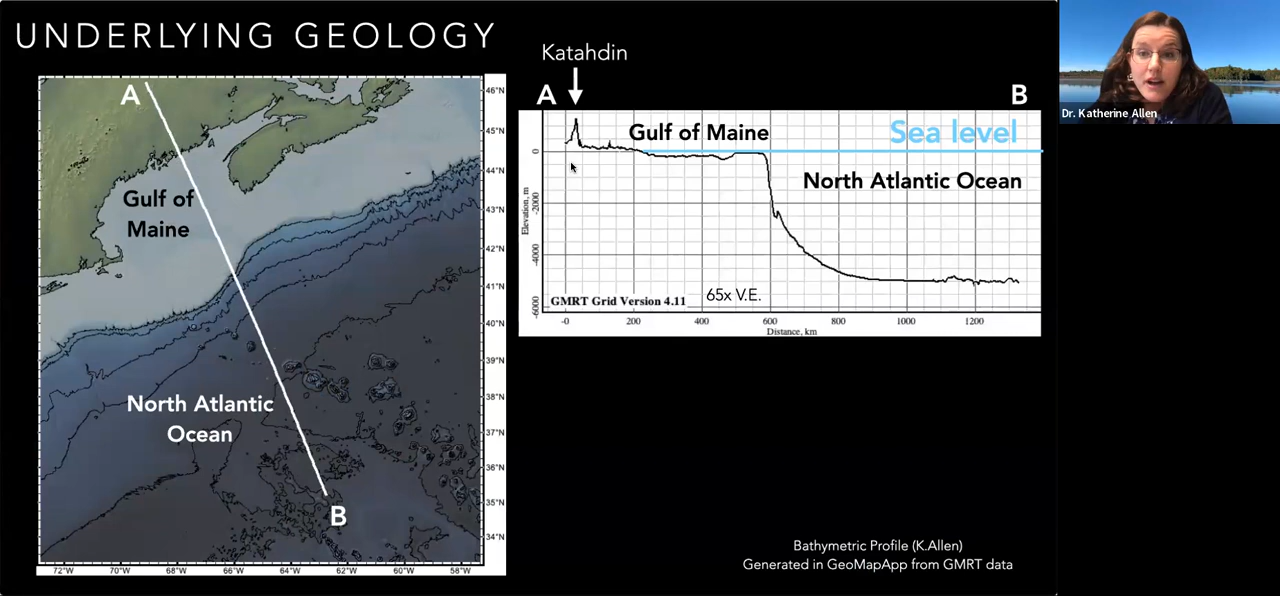 UNDERLYING GEOLOGY
A
Gulf of
Maine
North Atlantic
Ocean
B
46°N
45°N
44°N
43°N
42°N
41°N
40°N
39°N
38°N
37°N
36°N
35°N
34°N
72°W
70°W
68°W
66°W
64°W
62°W
60°W
58°W
Katahdin
A
B
Gulf of Maine
Sea level
North Atlantic Ocean
0
-2000
-4000
-6000
Elevation, m
GMRT Grid Version 4.11
65x V.E.
-0
200
400
600
800
1000
1200
Distance, km
Bathymetric Profile (K.Allen)
Generated in GeoMapApp from GMRT data
Dr. Katherine Allen